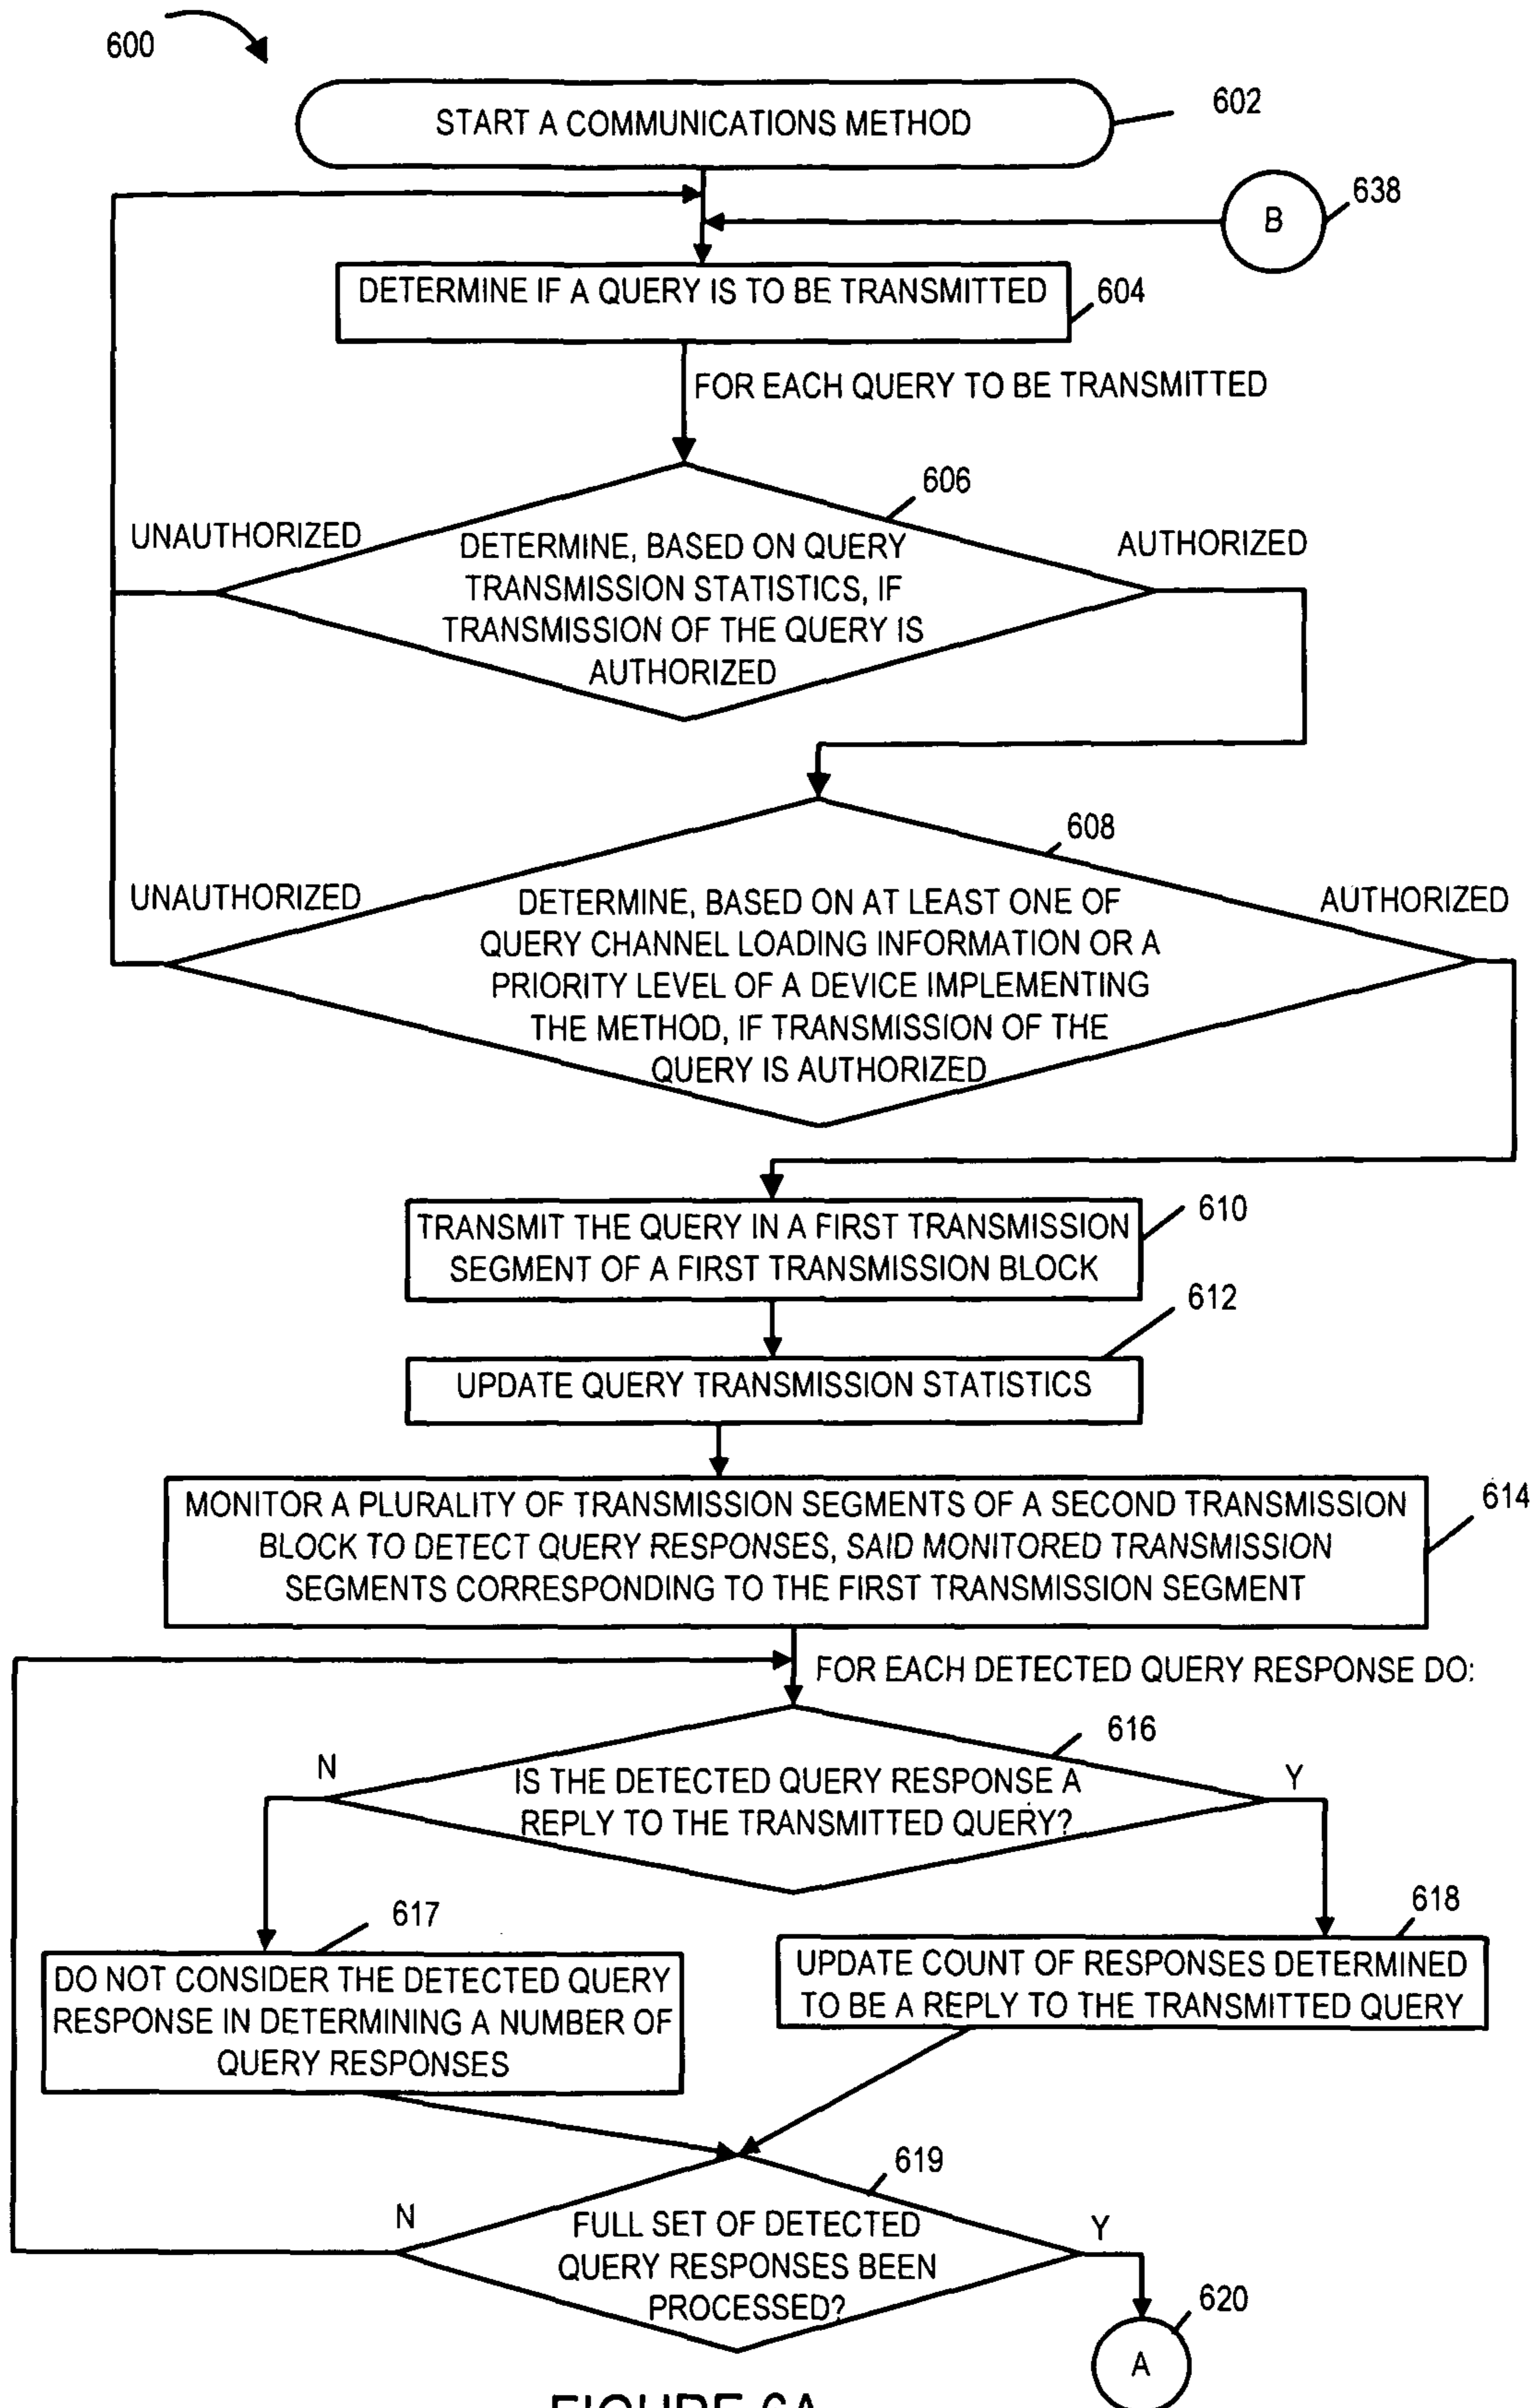 600
START A COMMUNICATIONS METHOD
602
B
638
DETERMINE IF A QUERY IS TO BE TRANSMITTED
604
FOR EACH QUERY TO BE TRANSMITTED
606
UNAUTHORIZED
AUTHORIZED
DETERMINE, BASED ON QUERY
TRANSMISSION STATISTICS, IF
TRANSMISSION OF THE QUERY IS
AUTHORIZED
608
UNAUTHORIZED
AUTHORIZED
DETERMINE, BASED ON AT LEAST ONE OF
QUERY CHANNEL LOADING INFORMATION OR A
PRIORITY LEVEL OF A DEVICE IMPLEMENTING
THE METHOD, IF TRANSMISSION OF THE
QUERY IS AUTHORIZED
TRANSMIT THE QUERY IN A FIRST TRANSMISSION
SEGMENT OF A FIRST TRANSMISSION BLOCK
610
612
UPDATE QUERY TRANSMISSION STATISTICS
MONITOR A PLURALITY OF TRANSMISSION SEGMENTS OF A SECOND TRANSMISSION
BLOCK TO DETECT QUERY RESPONSES, SAID MONITORED TRANSMISSION
SEGMENTS CORRESPONDING TO THE FIRST TRANSMISSION SEGMENT
614
FOR EACH DETECTED QUERY RESPONSE DO:
616
N
Y
IS THE DETECTED QUERY RESPONSE A
REPLY TO THE TRANSMITTED QUERY?
617
DO NOT CONSIDER THE DETECTED QUERY
RESPONSE IN DETERMINING A NUMBER OF
QUERY RESPONSES
618
UPDATE COUNT OF RESPONSES DETERMINED
TO BE A REPLY TO THE TRANSMITTED QUERY
619
N
Y
FULL SET OF DETECTED
QUERY RESPONSES BEEN
PROCESSED?
620
A
FIGURE 6A